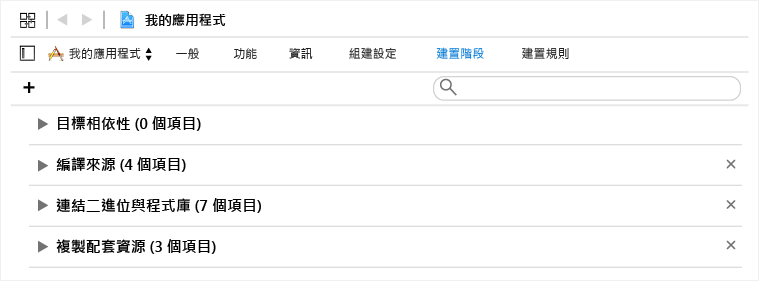 我的應用程式
我的應用程式 一般 功能 資訊 組建設定 建置階段 建置規則
目標相依性 (0 個項目)
編譯來源 (4 個項目)
連結二進位與程式庫 (7 個項目)
複製配套資源 (3 個項目)